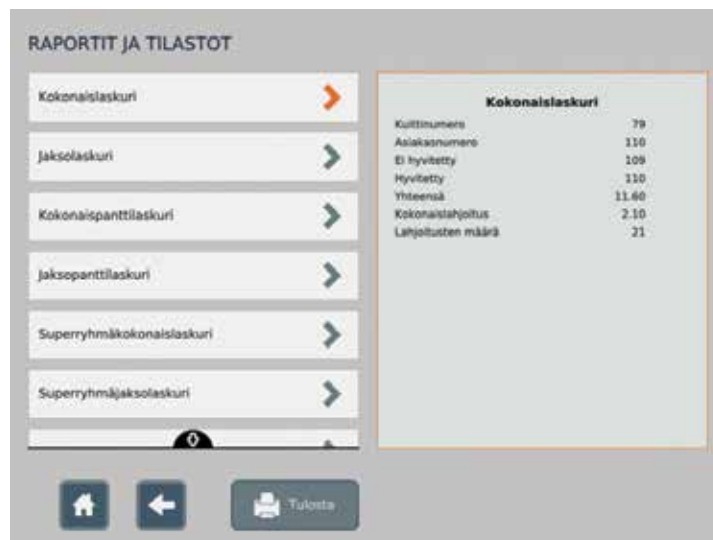 RAPORTIT JA TILASTOT
Kokonaislaskuri
Jaksolaskuri
Kokonaispanttilaskuri
Jaksopanttilaskuri
Superryhmäkokonaislaskuri
Superryhmäjaksolaskuri
Kokonaislaskuri
Kuittinumero 79
Asiakasnumero 110
Ei hyvitetty 109
Hyvitetty 110
Yhteensä 11.60
Kokonaislahjoitus 2.10
Lahjoitusten määrä 21
Tulosta